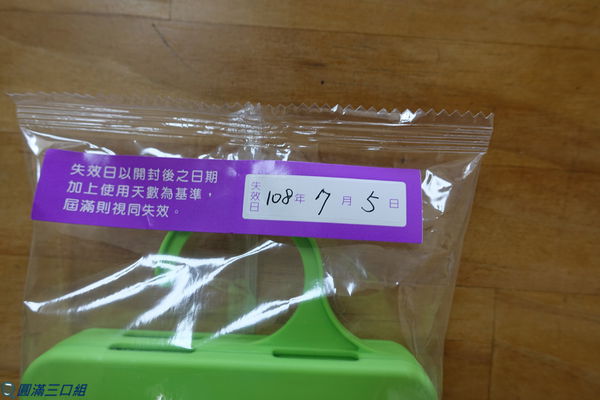 失效日以開封後之日期
加上使用天數為基準，
屆滿則視同失效。
失效日 108年 7月 5日
圓滿三口組